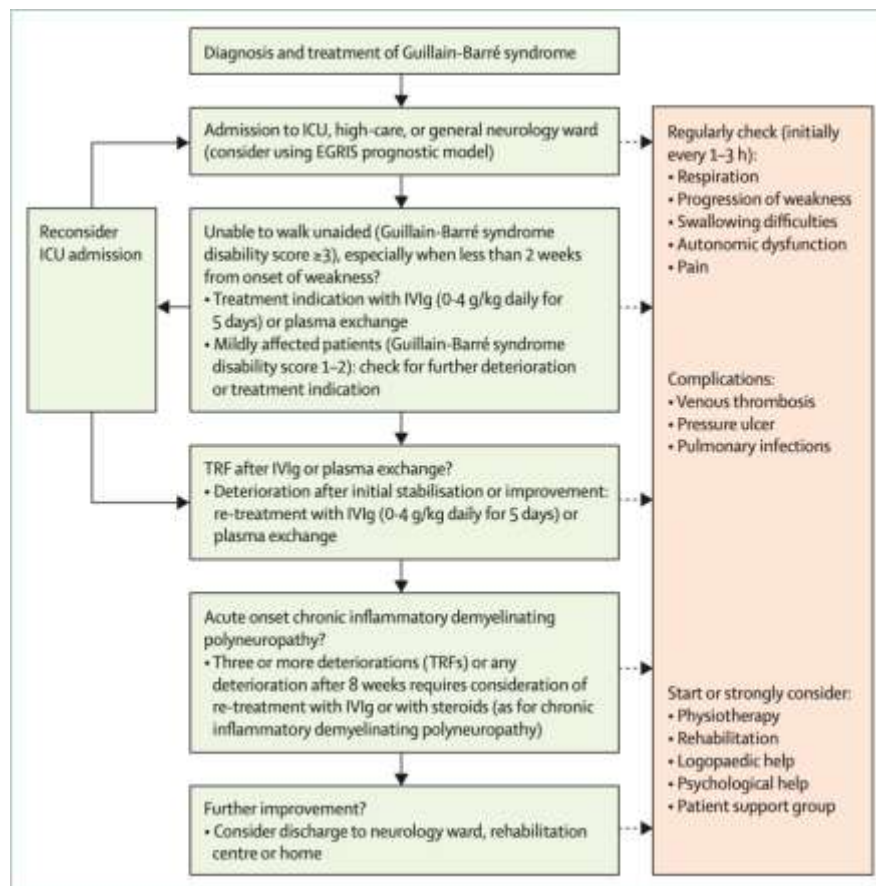 Diagnosis and treatment of Guillain-Barré syndrome
Admission to ICU, high-care, or general neurology ward
(consider using EGRIS prognostic model)
Reconsider
ICU admission
Unable to walk unaided (Guillain-Barré syndrome
disability score ≥3), especially when less than 2 weeks
from onset of weakness?
• Treatment indication with IVIg (0·4 g/kg daily for
5 days) or plasma exchange
• Mildly affected patients (Guillain-Barré syndrome
disability score 1–2): check for further deterioration
or treatment indication
TRF after IVIg or plasma exchange?
• Deterioration after initial stabilisation or improvement:
re-treatment with IVIg (0·4 g/kg daily for 5 days) or
plasma exchange
Acute onset chronic inflammatory demyelinating
polyneuropathy?
• Three or more deteriorations (TRFs) or any
deterioration after 8 weeks requires consideration of
re-treatment with IVIg or with steroids (as for chronic
inflammatory demyelinating polyneuropathy)
Further improvement?
• Consider discharge to neurology ward, rehabilitation
centre or home
Regularly check (initially
every 1–3 h):
• Respiration
• Progression of weakness
• Swallowing difficulties
• Autonomic dysfunction
• Pain
Complications:
• Venous thrombosis
• Pressure ulcer
• Pulmonary infections
Start or strongly consider:
• Physiotherapy
• Rehabilitation
• Logopaedic help
• Psychological help
• Patient support group